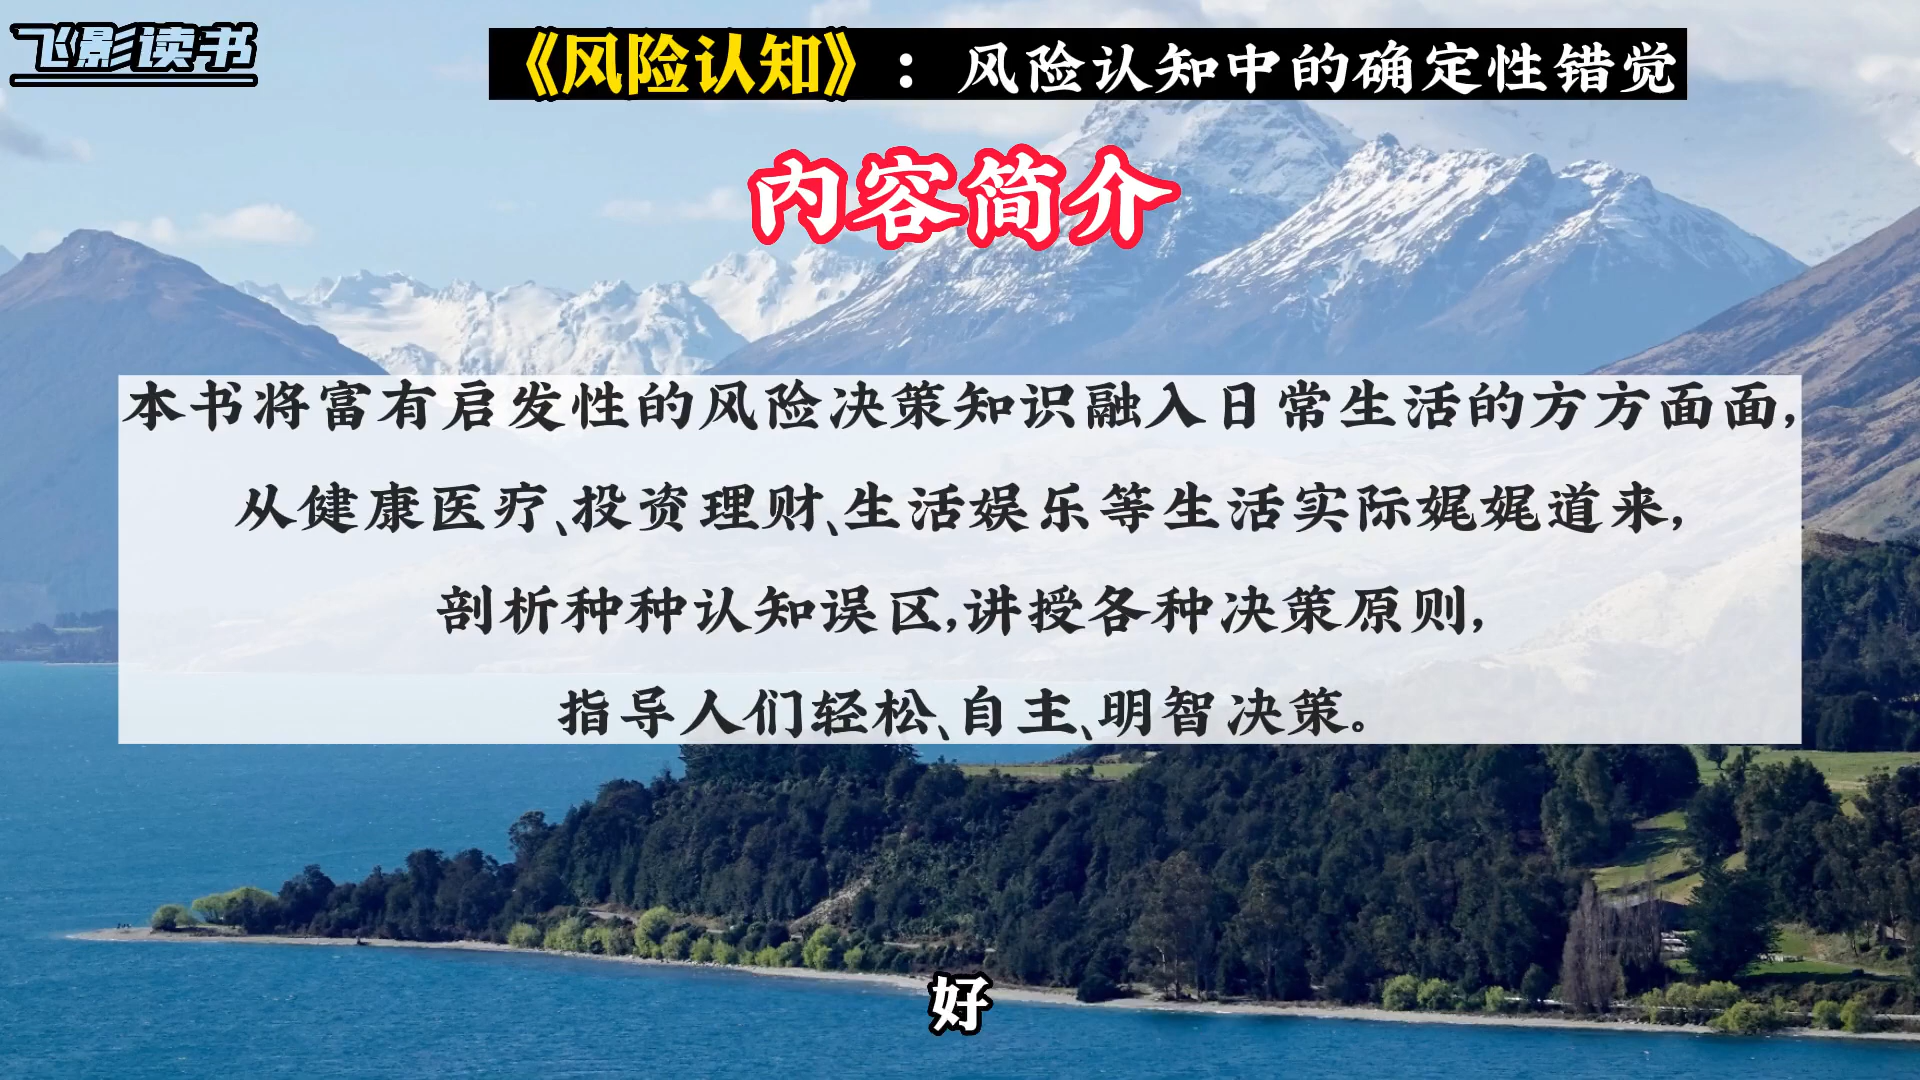 飞影读书
《风险认知》：风险认知中的确定性错觉
内容简介
本书将富有启发性的风险决策知识融入日常生活的方方面面,
从健康医疗、投资理财、生活娱乐等生活实际娓娓道来,
剖析种种认知误区,讲授各种决策原则,
指导人们轻松、自主、明智决策。
好